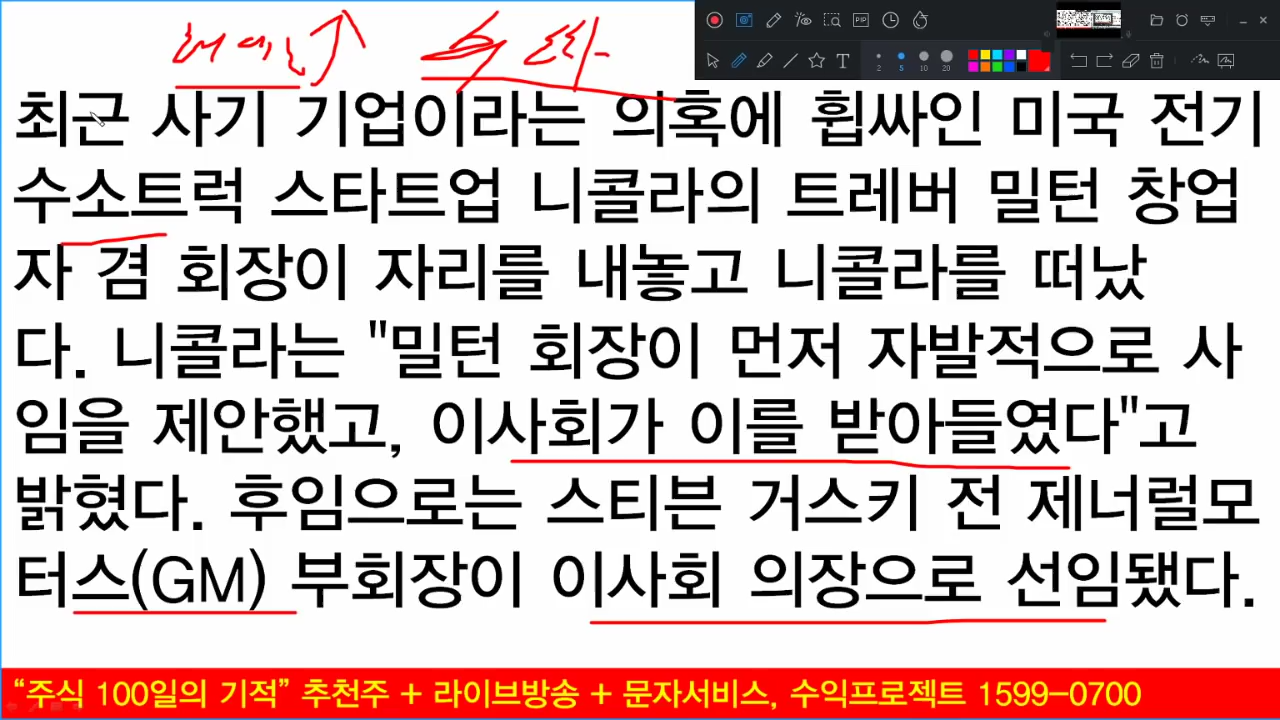 PIP
T
2 5 10 20
최근 사기 기업이라는 의혹에 휩싸인 미국 전기
수소트럭 스타트업 니콜라의 트레버 밀턴 창업
자 겸 회장이 자리를 내놓고 니콜라를 떠났
다. 니콜라는 "밀턴 회장이 먼저 자발적으로 사
임을 제안했고, 이사회가 이를 받아들였다"고
밝혔다. 후임으로는 스티븐 거스키 전 제너럴모
터스(GM) 부회장이 이사회 의장으로 선임됐다.
“주식 100일의 기적” 추천주 + 라이브방송 + 문자서비스, 수익프로젝트 1599-0700